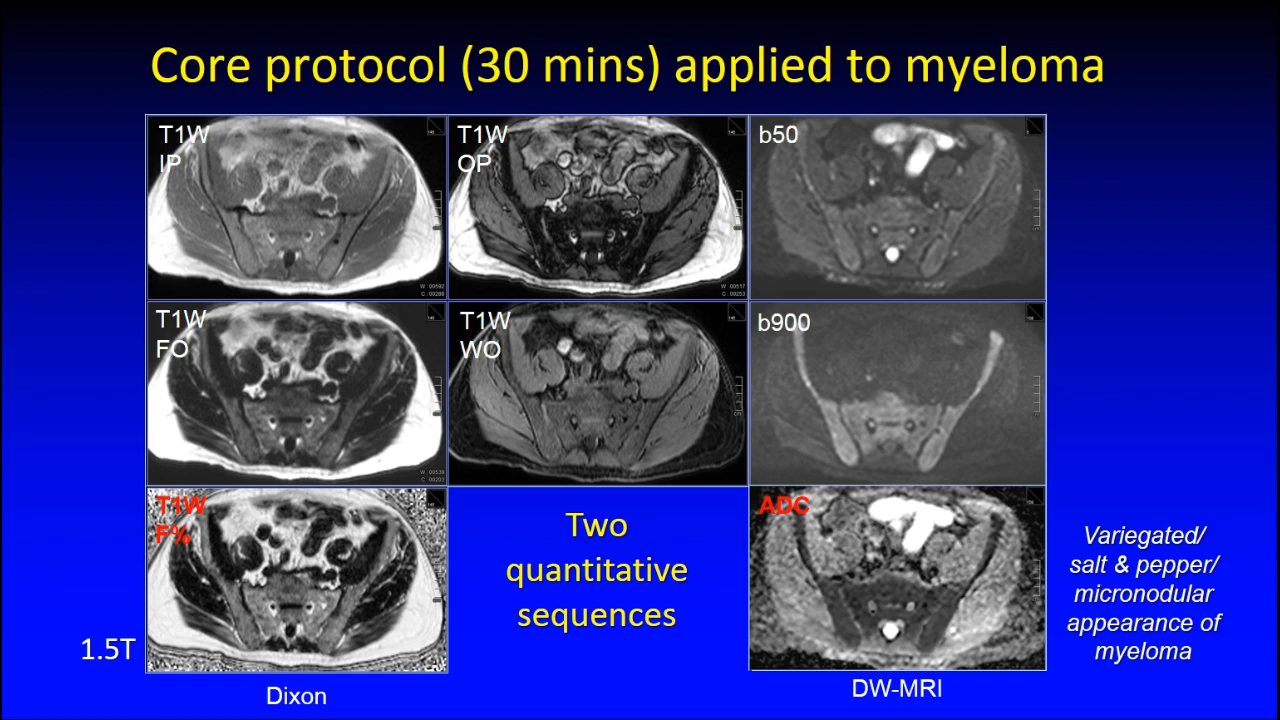 Core protocol (30 mins) applied to myeloma
T1W
IP
T1W
OP
b50
T1W
FO
T1W
WO
b900
T1W
F%
Two
quantitative
sequences
ADC
Variegated/
salt & pepper/
micronodular
appearance of
myeloma
1.5T
Dixon
DW-MRI